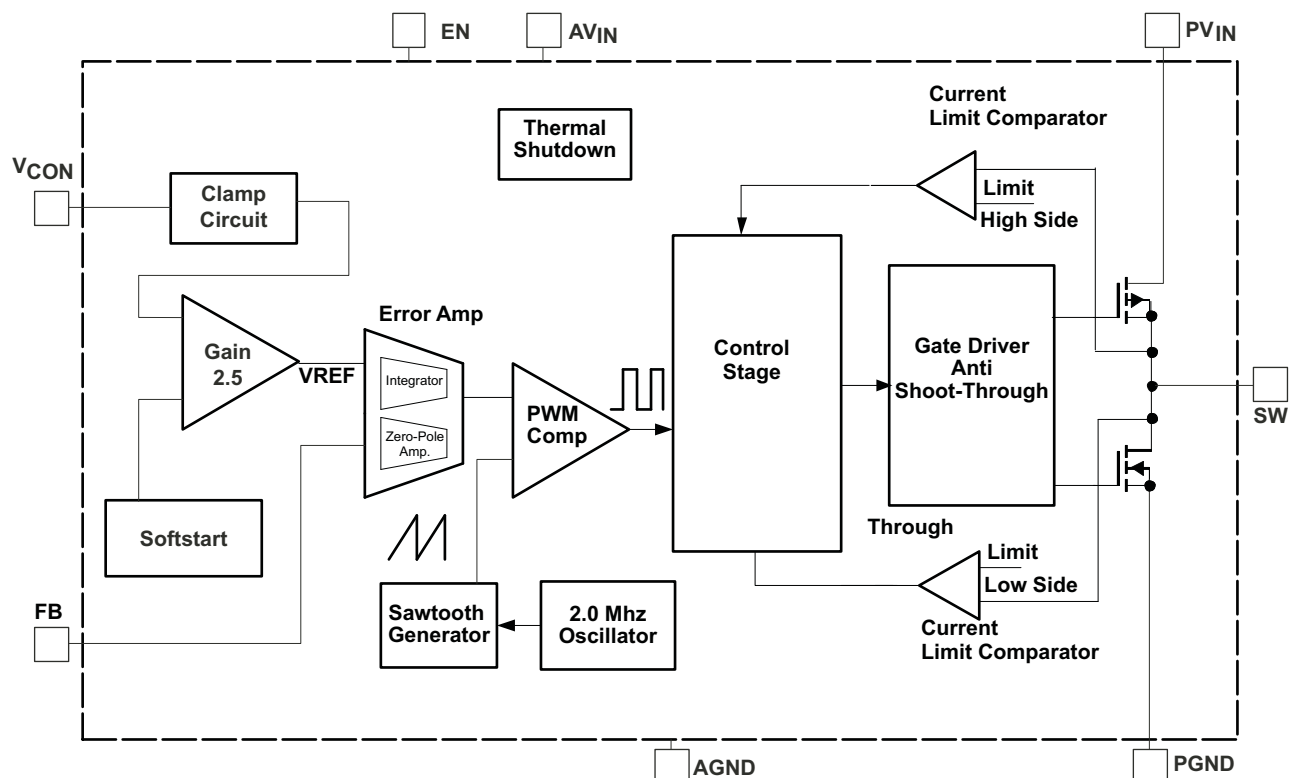 EN
AVIN
PVIN
Current
Limit Comparator
Thermal
Shutdown
VCON
Clamp
Circuit
Limit
High Side
Error Amp
Gain
2.5
VREF
Integrator
Zero-Pole
Amp.
PWM
Comp
Control
Stage
Gate Driver
Anti
Shoot-Through
SW
Softstart
Through
Limit
Low Side
Current
Limit Comparator
FB
Sawtooth
Generator
2.0 Mhz
Oscillator
AGND
PGND